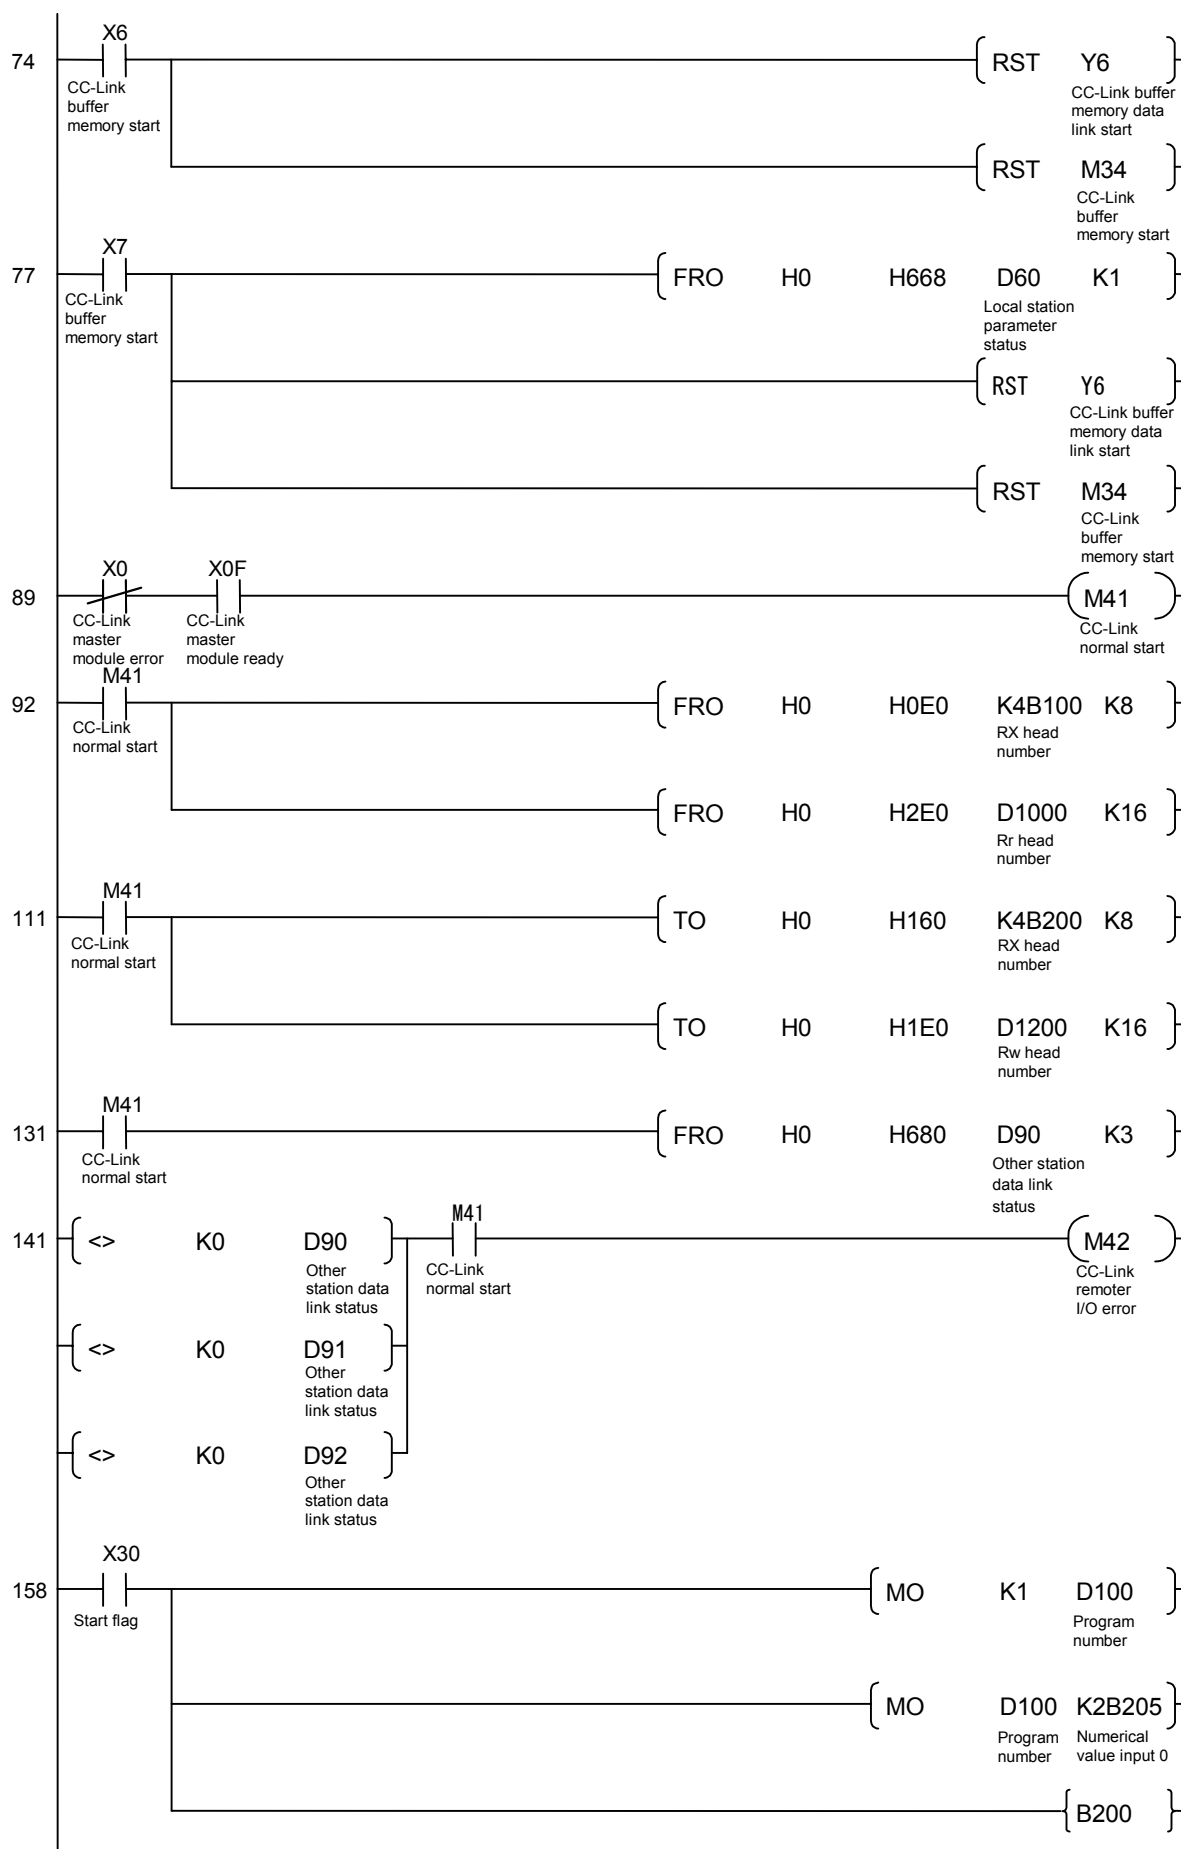 X6
74
RST Y6
CC-Link
buffer
memory start
CC-Link buffer
memory data
link start
RST M34
CC-Link
buffer
memory start
X7
77
FRO H0 H668 D60 K1
CC-Link
buffer
memory start
Local station
parameter
status
RST Y6
CC-Link buffer
memory data
link start
RST M34
CC-Link
buffer
memory start
X0 X0F
89
M41
CC-Link
master
module error
CC-Link
master
module ready
CC-Link
normal start
M41
92
FRO H0 H0E0 K4B100 K8
CC-Link
normal start
RX head
number
FRO H0 H2E0 D1000 K16
Rr head
number
M41
111
TO H0 H160 K4B200 K8
CC-Link
normal start
RX head
number
TO H0 H1E0 D1200 K16
Rw head
number
M41
131
FRO H0 H680 D90 K3
CC-Link
normal start
Other station
data link
status
M41
141
<> K0 D90
M42
Other
station data
link status
CC-Link
normal start
CC-Link
remoter
I/O error
<> K0 D91
Other
station data
link status
<> K0 D92
Other
station data
link status
X30
158
MO K1 D100
Start flag
Program
number
MO D100 K2B205
Program
number
Numerical
value input 0
B200